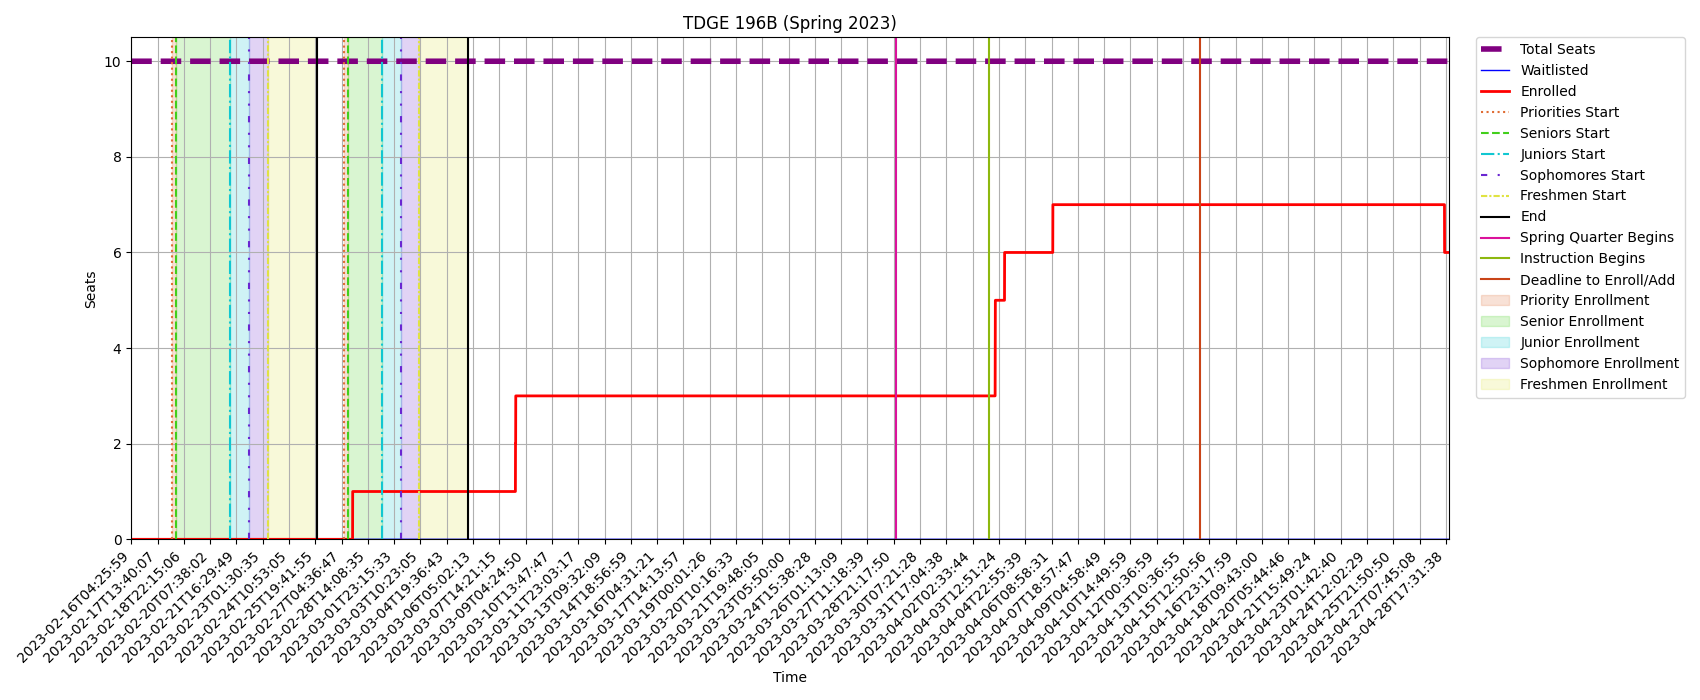 TDGE 196B (Spring 2023)
Seats
10
8
6
4
2
0
2023-02-16T04:25:59
2023-02-17T13:40:07
2023-02-18T22:15:06
2023-02-20T07:38:02
2023-02-21T16:29:49
2023-02-23T01:30:35
2023-02-24T10:53:05
2023-02-25T19:41:55
2023-02-27T04:36:47
2023-02-28T14:08:35
2023-03-01T23:15:33
2023-03-03T10:23:05
2023-03-04T19:36:43
2023-03-06T05:02:13
2023-03-07T14:21:15
2023-03-09T04:24:50
2023-03-10T13:47:47
2023-03-11T23:03:17
2023-03-13T09:32:09
2023-03-14T18:56:59
2023-03-16T04:31:21
2023-03-17T14:13:57
2023-03-19T00:01:26
2023-03-20T10:16:33
2023-03-21T19:48:05
2023-03-23T05:50:00
2023-03-24T15:38:28
2023-03-26T01:13:09
2023-03-27T11:18:39
2023-03-28T21:17:50
2023-03-30T07:21:28
2023-03-31T17:04:38
2023-04-02T02:33:44
2023-04-03T12:51:24
2023-04-04T22:55:39
2023-04-06T08:58:31
2023-04-07T18:57:47
2023-04-09T04:58:49
2023-04-10T14:49:59
2023-04-12T00:36:59
2023-04-13T10:36:55
2023-04-15T12:50:56
2023-04-16T23:17:59
2023-04-18T09:43:00
2023-04-20T05:44:46
2023-04-21T15:49:24
2023-04-23T01:42:40
2023-04-24T12:02:29
2023-04-25T21:50:50
2023-04-27T07:45:08
2023-04-28T17:31:38
Time
Total Seats
Waitlisted
Enrolled
Priorities Start
Seniors Start
Juniors Start
Sophomores Start
Freshmen Start
End
Spring Quarter Begins
Instruction Begins
Deadline to Enroll/Add
Priority Enrollment
Senior Enrollment
Junior Enrollment
Sophomore Enrollment
Freshmen Enrollment